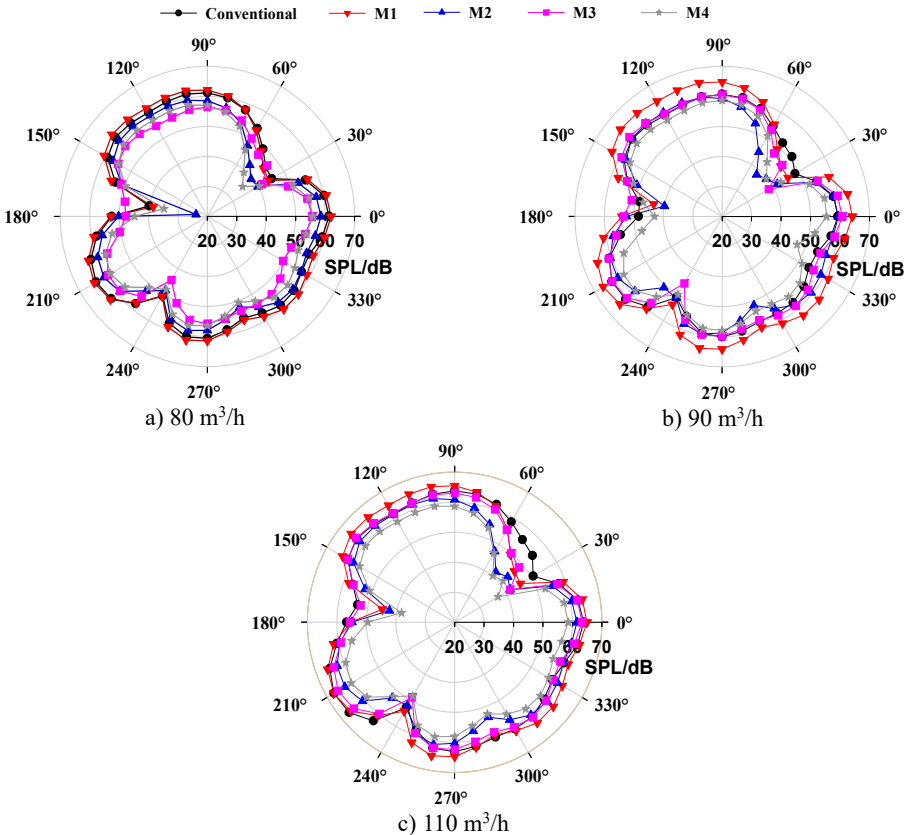 Conventional M1 M2 M3 M4
90° 90°
120° 60° 120° 60°
150° 30° 150° 30°
180° 0° 180° 0°
20 30 40 50 60 70 20 30 40 50 60 70
SPL/dB SPL/dB
210° 330° 210° 330°
240° 300° 240° 300°
270° 270°
a) 80 m³/h b) 90 m³/h
90°
120° 60°
150° 30°
180° 0°
20 30 40 50 60 70
SPL/dB
210° 330°
240° 300°
270°
c) 110 m³/h